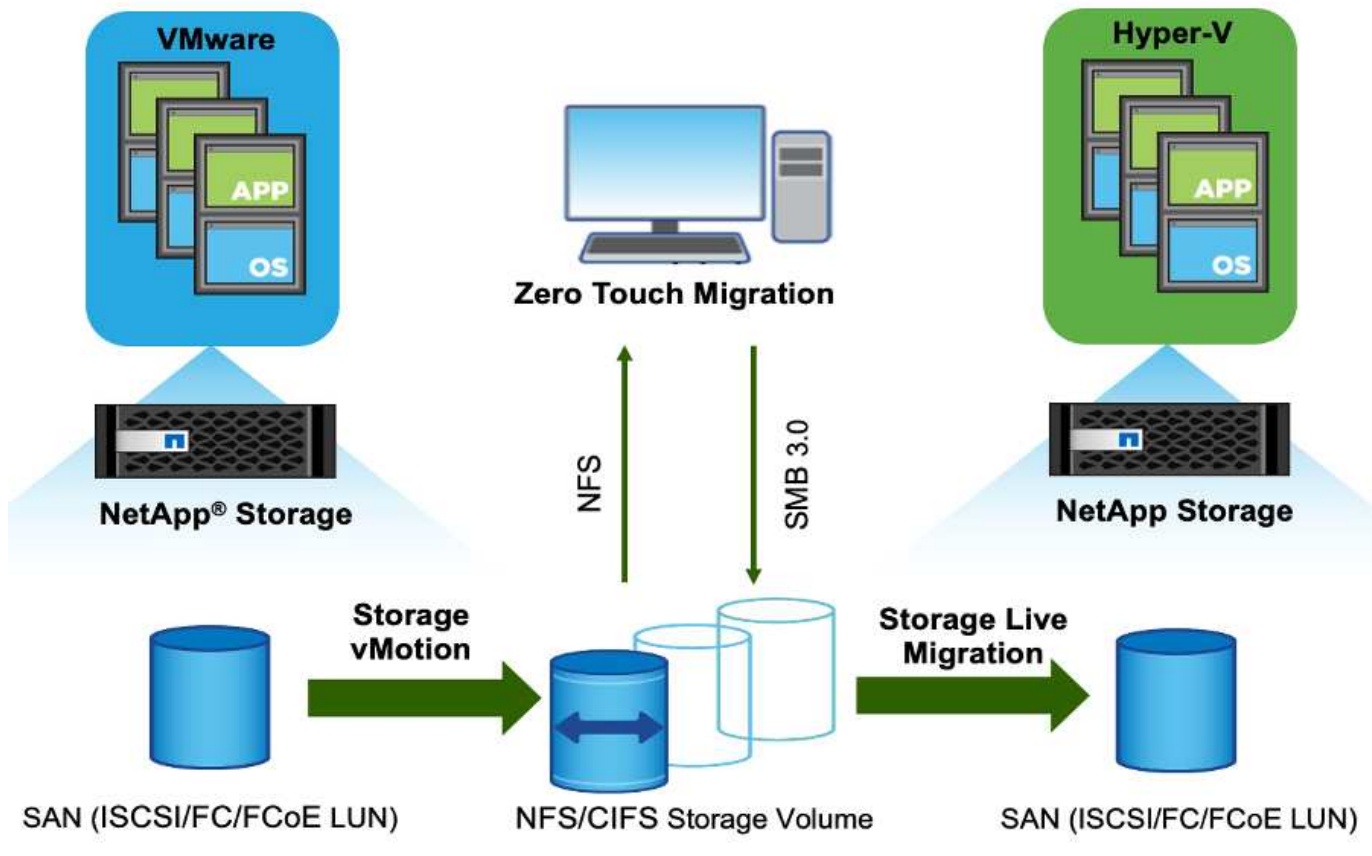 VMware
APP
OS
Zero Touch Migration
Hyper-V
APP
OS
NetApp® Storage
NFS
SMB 3.0
NetApp Storage
Storage
vMotion
Storage Live
Migration
SAN (ISCSI/FC/FCoE LUN)
NFS/CIFS Storage Volume
SAN (ISCSI/FC/FCoE LUN)